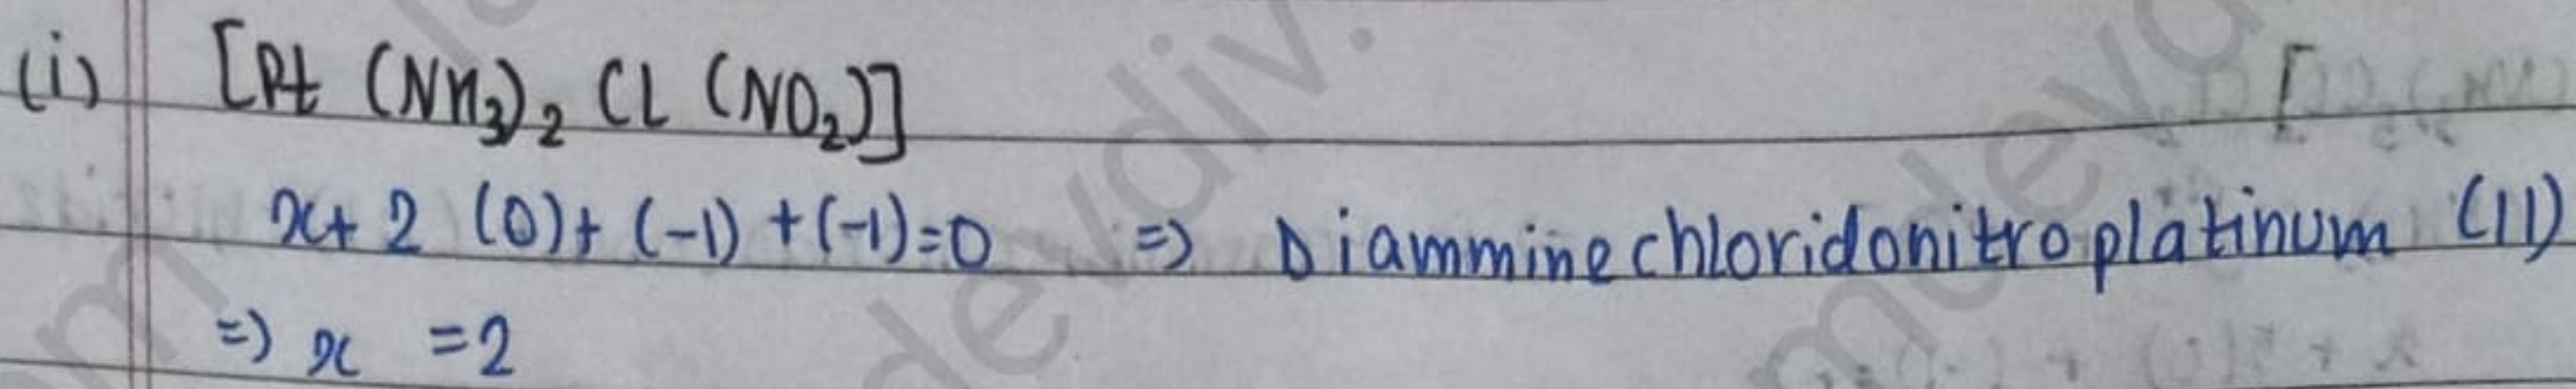 (i) [Pt (NH3)2 Cl (NO2)]
x + 2 (0) + (-1) + (-1) = 0 => Diamminechloridonitroplatinum (II)
=> x = 2